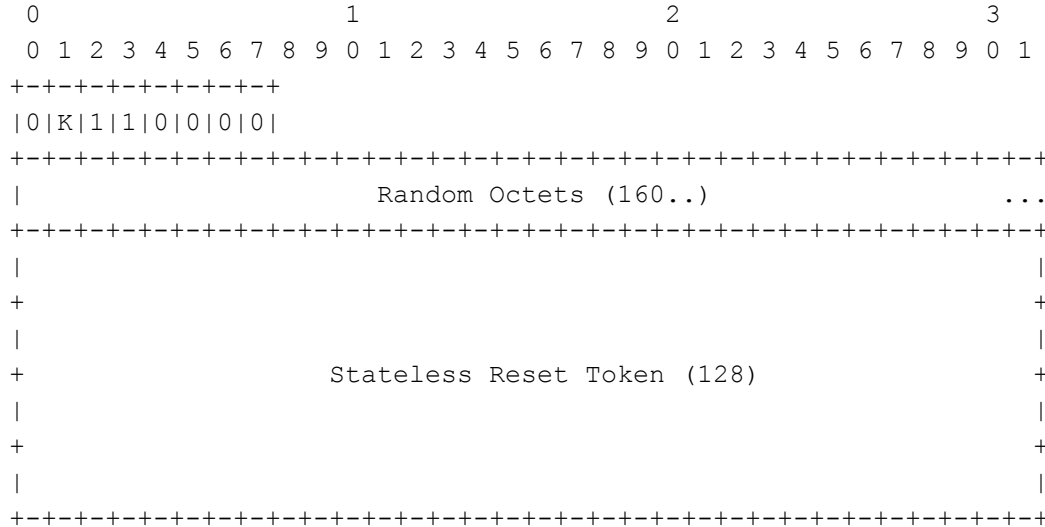 0                   1                   2                   3
 0 1 2 3 4 5 6 7 8 9 0 1 2 3 4 5 6 7 8 9 0 1 2 3 4 5 6 7 8 9 0 1
+-+-+-+-+-+-+-+-+
|0|K|1|1|0|0|0|0|
+-+-+-+-+-+-+-+-+-+-+-+-+-+-+-+-+-+-+-+-+-+-+-+-+-+-+-+-+-+-+-+-+
|                      Random Octets (160..)                  ...
+-+-+-+-+-+-+-+-+-+-+-+-+-+-+-+-+-+-+-+-+-+-+-+-+-+-+-+-+-+-+-+-+
|                                                               |
+                                                               +
|                                                               |
+                   Stateless Reset Token (128)                 +
|                                                               |
+                                                               +
|                                                               |
+-+-+-+-+-+-+-+-+-+-+-+-+-+-+-+-+-+-+-+-+-+-+-+-+-+-+-+-+-+-+-+-+